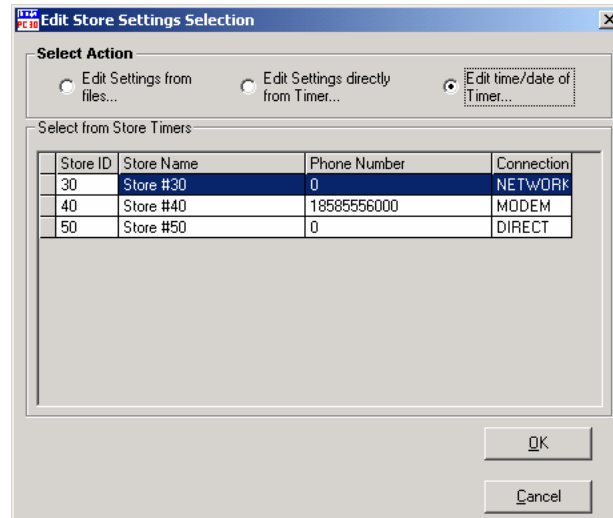 Edit Store Settings Selection
Select Action
Edit Settings from files...
Edit Settings directly from Timer...
Edit time/date of Timer...
Select from Store Timers
Store ID Store Name Phone Number Connection
30 Store #30 0 NETWORK
40 Store #40 18585556000 MODEM
50 Store #50 0 DIRECT
OK
Cancel